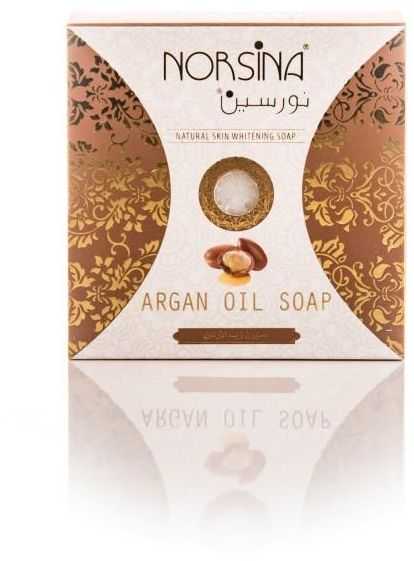 NORSINA®
نورسين®
NATURAL SKIN WHITENING SOAP
ARGAN OIL SOAP